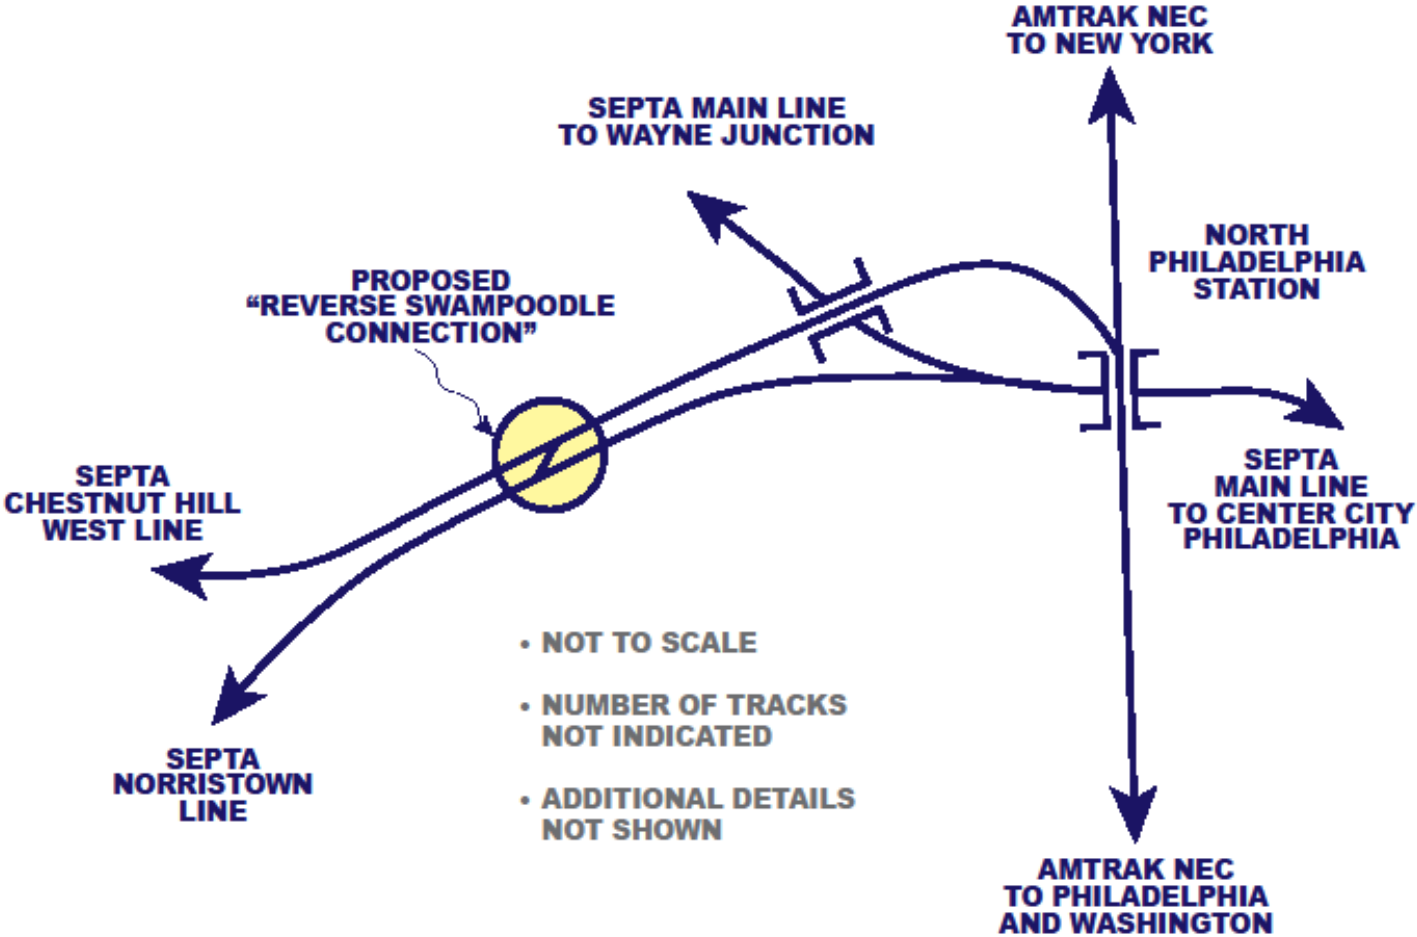 AMTRAK NEC
TO NEW YORK
SEPTA MAIN LINE
TO WAYNE JUNCTION
NORTH
PHILADELPHIA
STATION
PROPOSED
“REVERSE SWAMPOODLE
CONNECTION”
SEPTA
CHESTNUT HILL
WEST LINE
SEPTA
MAIN LINE
TO CENTER CITY
PHILADELPHIA
• NOT TO SCALE
• NUMBER OF TRACKS
NOT INDICATED
• ADDITIONAL DETAILS
NOT SHOWN
SEPTA
NORRISTOWN
LINE
AMTRAK NEC
TO PHILADELPHIA
AND WASHINGTON